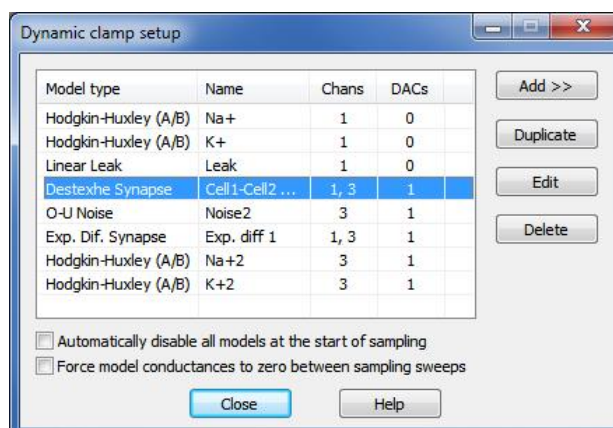 Dynamic clamp setup
Model type Name Chans DACs
Hodgkin-Huxley (A/B) Na+ 1 0
Hodgkin-Huxley (A/B) K+ 1 0
Linear Leak Leak 1 0
Destexhe Synapse Cell1-Cell2 ... 1, 3 1
O-U Noise Noise2 3 1
Exp. Dif. Synapse Exp. diff 1 1, 3 1
Hodgkin-Huxley (A/B) Na+2 3 1
Hodgkin-Huxley (A/B) K+2 3 1
Add >>
Duplicate
Edit
Delete
Automatically disable all models at the start of sampling
Force model conductances to zero between sampling sweeps
Close Help